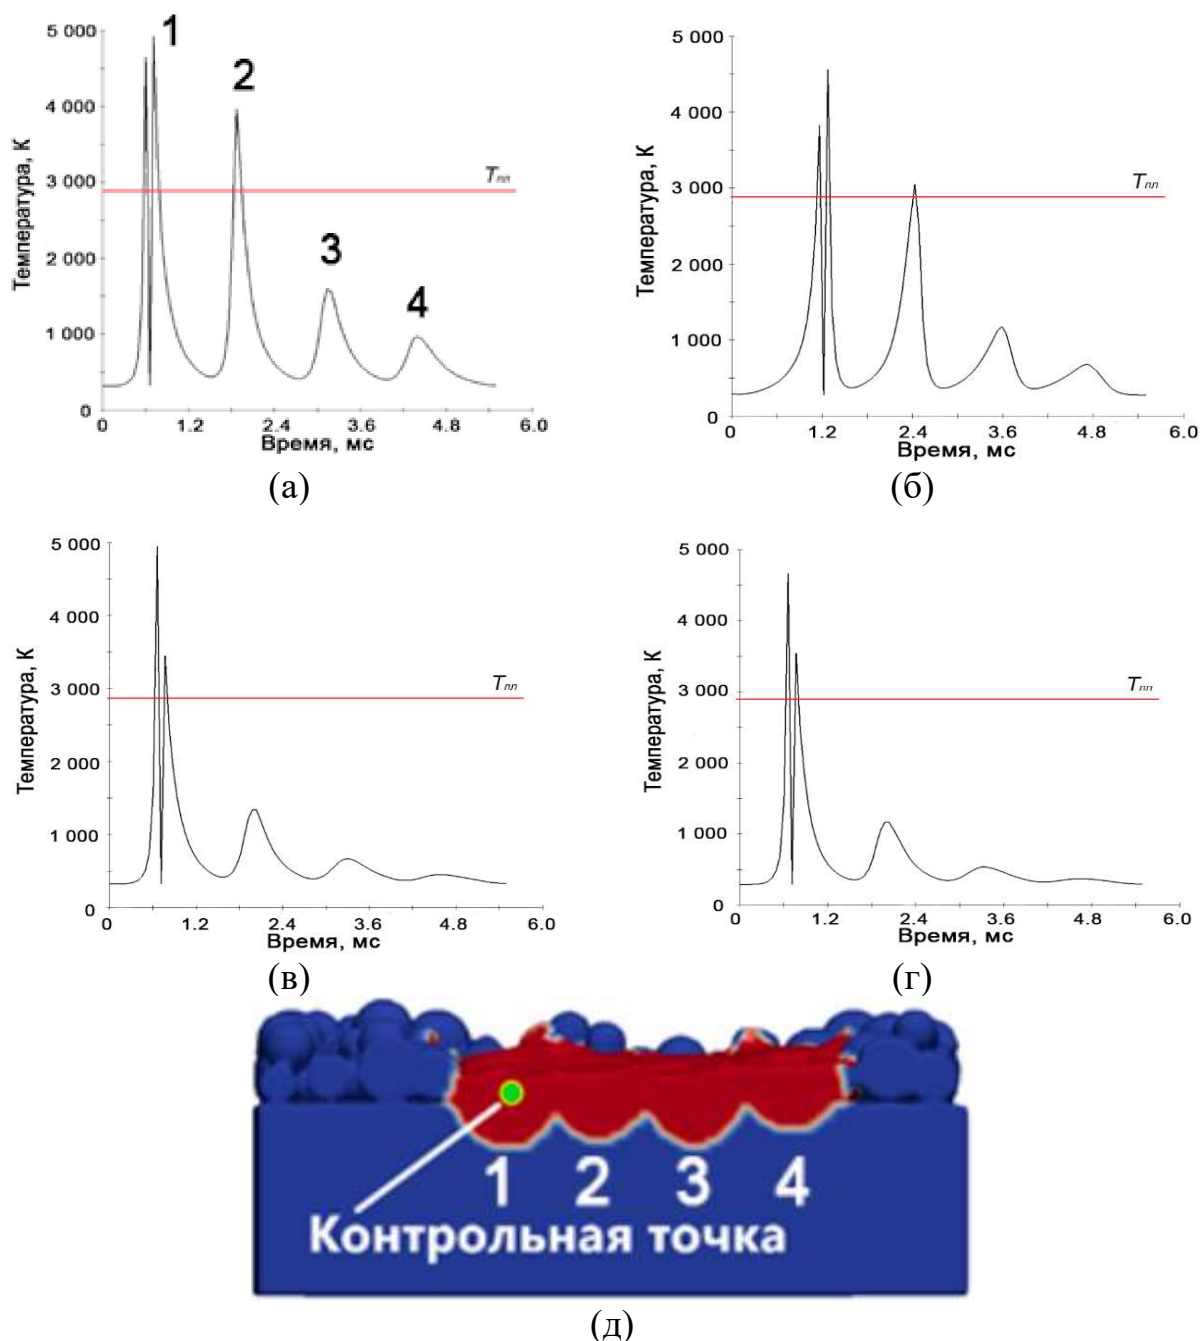 5 000
4 000
3 000
2 000
1 000
0
Температура, К
1
2
3
4
Tпл
0 1.2 2.4 3.6 4.8 6.0
Время, мс
(а)
5 000
4 000
3 000
2 000
1 000
0
Температура, К
Tпл
0 1.2 2.4 3.6 4.8 6.0
Время, мс
(б)
5 000
4 000
3 000
2 000
1 000
0
Температура, К
Tпл
0 1.2 2.4 3.6 4.8 6.0
Время, мс
(в)
5 000
4 000
3 000
2 000
1 000
0
Температура, К
Tпл
0 1.2 2.4 3.6 4.8 6.0
Время, мс
(г)
1 2 3 4
Контрольная точка
(д)